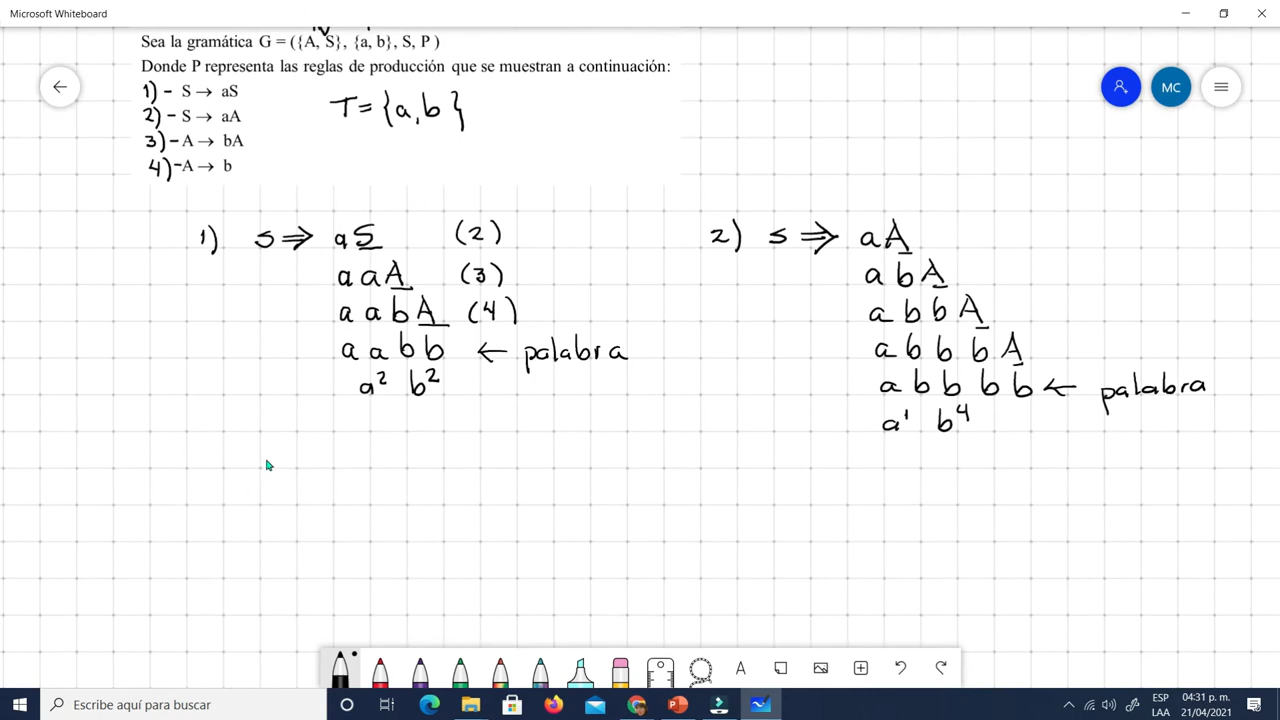 Microsoft Whiteboard
Sea la gramática G = ({A, S}, {a, b}, S, P )
Donde P representa las reglas de producción que se muestran a continuación:
1) - S → aS
2) - S → aA
3) - A → bA
4) - A → b
T = {a, b}
MC
1) S ⇒ aS (2)
aaA (3)
aabA (4)
aabb ← palabra
a² b²
2) S ⇒ aA
abA
abbA
abbbA
abbbb ← palabra
a¹ b⁴
A
Escribe aquí para buscar
ESP
LAA
04:31 p. m.
21/04/2021